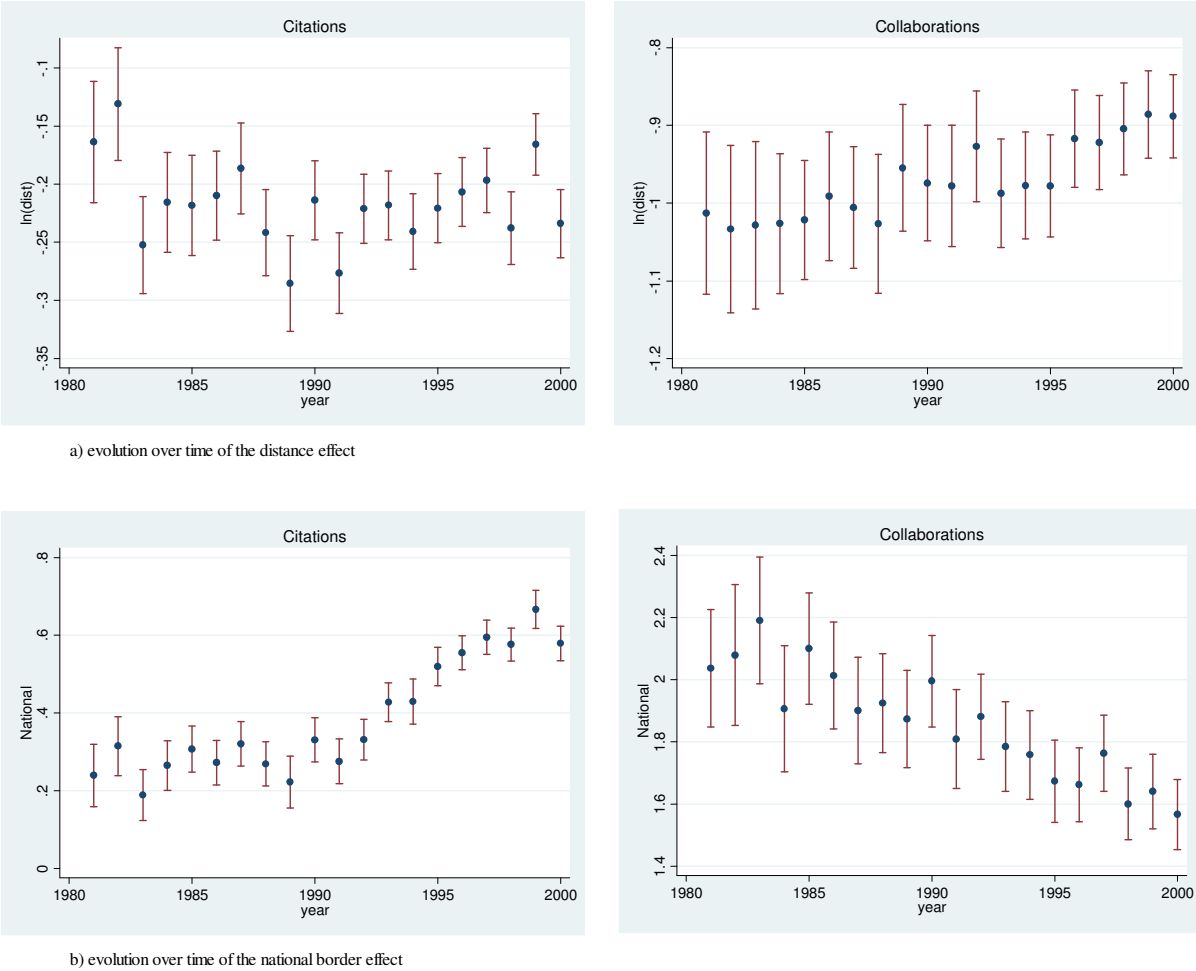 Citations
-.1
-.15
-.2
-.25
-.3
-.35
ln(dist)
1980 1985 1990 1995 2000
year
Collaborations
-.8
-.9
-1
-1.1
-1.2
ln(dist)
1980 1985 1990 1995 2000
year
a) evolution over time of the distance effect
Citations
.8
.6
.4
.2
0
National
1980 1985 1990 1995 2000
year
Collaborations
2.4
2.2
2
1.8
1.6
1.4
National
1980 1985 1990 1995 2000
year
b) evolution over time of the national border effect